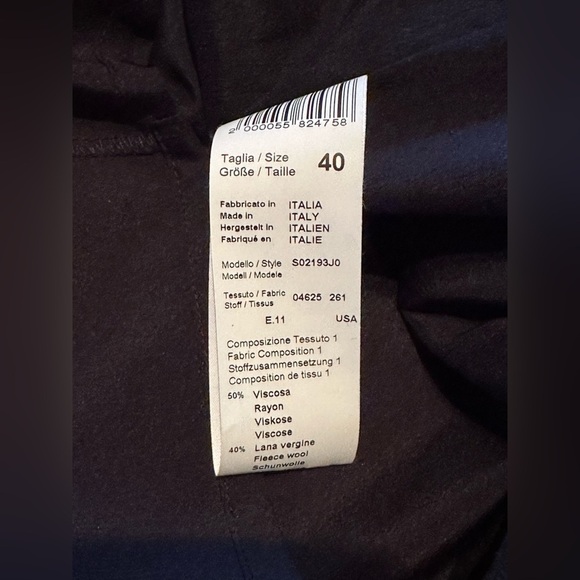 2 000055 824758
Taglia / Size 40
Größe / Taille
Fabbricato in ITALIA
Made in ITALY
Hergestelt in ITALIEN
Fabriqué en ITALIE
Modello / Style S02193J0
Modell / Modele
Tessuto / Fabric 04625 261
Stoff / Tissus
E.11 USA
Composizione Tessuto 1
Fabric Composition 1
Stoffzusammensetzung 1
Composition de tissu 1
50% Viscosa
Rayon
Viskose
Viscose
40% Lana vergine
Fleece wool
Schunwolle